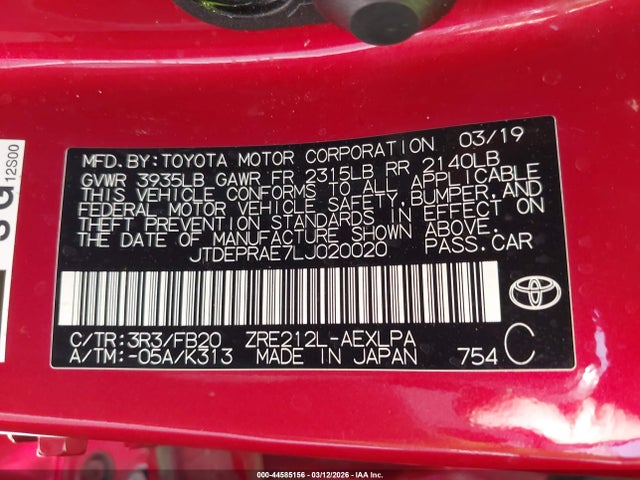 MFD. BY: TOYOTA MOTOR CORPORATION 03/19
GVWR 3935LB GAWR FR 2315LB RR 2140LB
THIS VEHICLE CONFORMS TO ALL APPLICABLE
FEDERAL MOTOR VEHICLE SAFETY, BUMPER, AND
THEFT PREVENTION STANDARDS IN EFFECT ON
THE DATE OF MANUFACTURE SHOWN ABOVE.
JTDEPRAE7LJ020020 PASS. CAR
C/TR: 3R3/FB20 ZRE212L-AEXLPA
A/TM: -05A/K313 MADE IN JAPAN 754 C
12S00
000-44585156 - 03/12/2026 - IAA Inc.